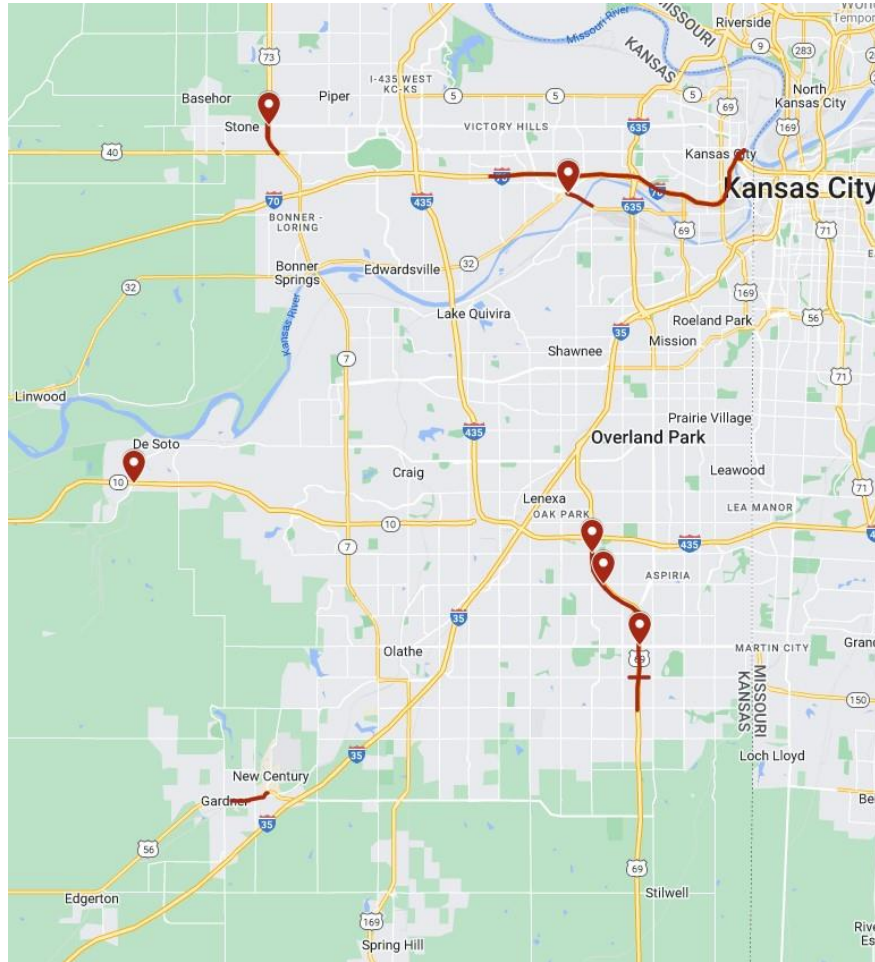 MISSOURI
Riverside
Missouri River
KANSAS
9
283
73
I-435 WEST
KC-KS
Piper
Basehor
5
5
5
69
North
Kansas City
169
Stone
VICTORY HILLS
635
40
Kansas City
70
70
Kansas City
70
435
635
BONNER -
LORING
69
71
32
Bonner
Springs
Edwardsville
32
169
Kansas River
Lake Quivira
Roeland Park
56
35
Mission
7
Shawnee
71
Linwood
Prairie Village
435
De Soto
Overland Park
Craig
Leawood
10
71
Lenexa
LEA MANOR
OAK PARK
10
435
7
ASPIRIA
35
Olathe
69
MARTIN CITY
MISSOURI
KANSAS
150
35
Loch Lloyd
New Century
Gardner
35
56
69
Edgerton
Stilwell
169
Spring Hill